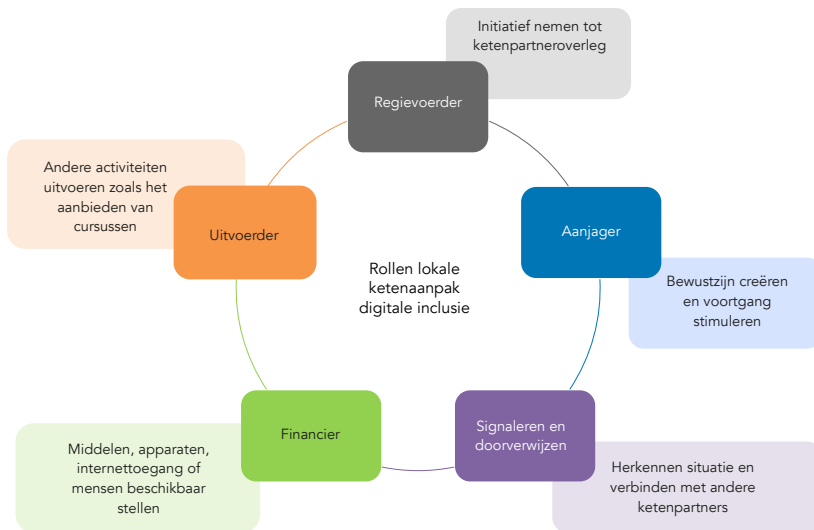 Initiatief nemen tot
ketenpartneroverleg
Regievoerder
Andere activiteiten
uitvoeren zoals het
aanbieden van
cursussen
Uitvoerder
Aanjager
Rollen lokale
ketenaanpak
digitale inclusie
Bewustzijn creëren
en voortgang
stimuleren
Financier
Signaleren en
doorverwijzen
Middelen, apparaten,
internettoegang of
mensen beschikbaar
stellen
Herkennen situatie en
verbinden met andere
ketenpartners